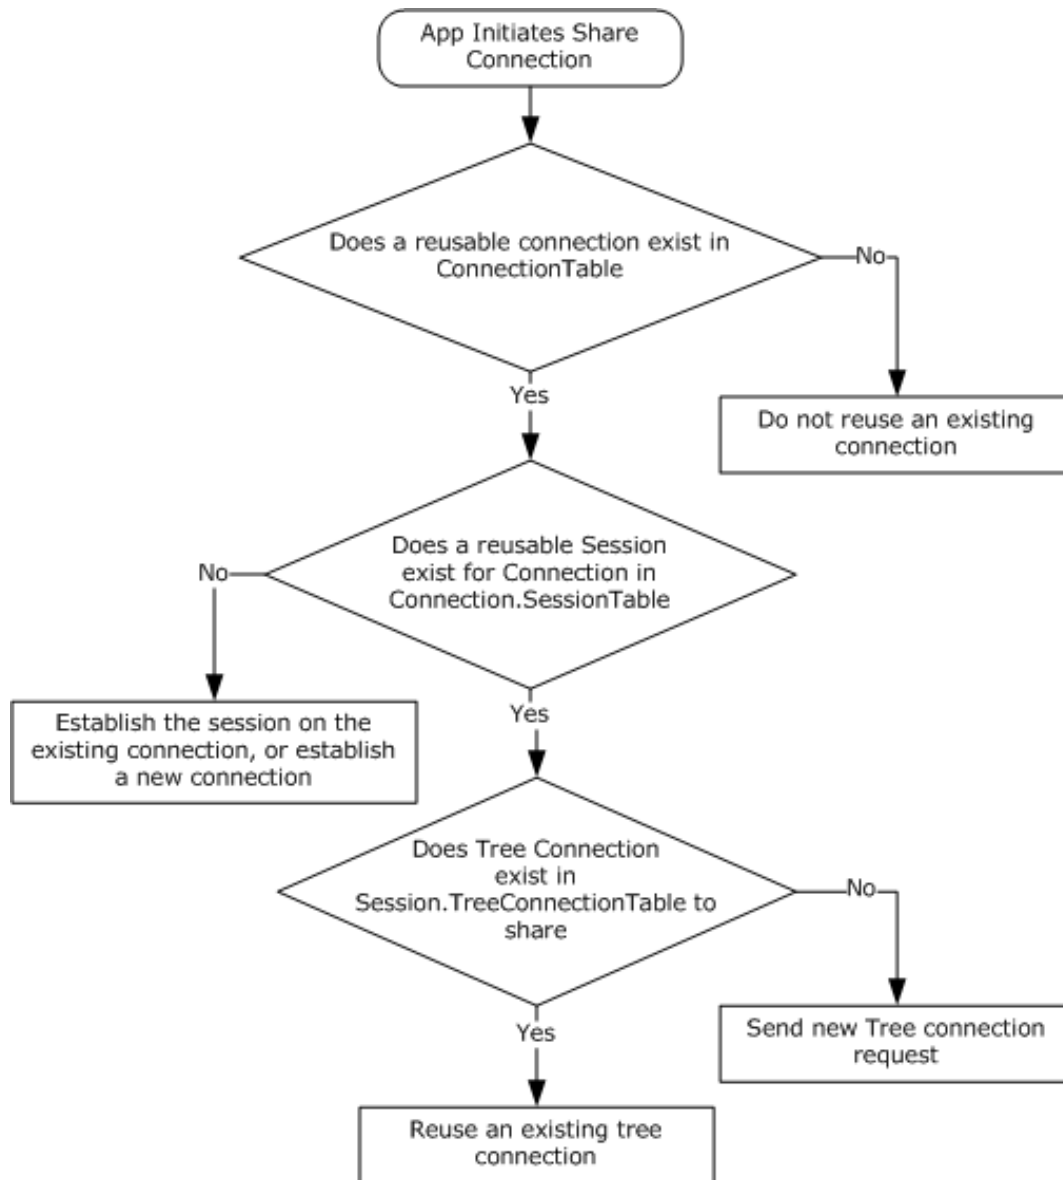 App Initiates Share
Connection
Does a reusable connection exist in
ConnectionTable
No
Yes
Do not reuse an existing
connection
Does a reusable Session
exist for Connection in
Connection.SessionTable
No
Yes
Establish the session on the
existing connection, or establish
a new connection
Does Tree Connection
exist in
Session.TreeConnectionTable to
share
No
Yes
Send new Tree connection
request
Reuse an existing tree
connection